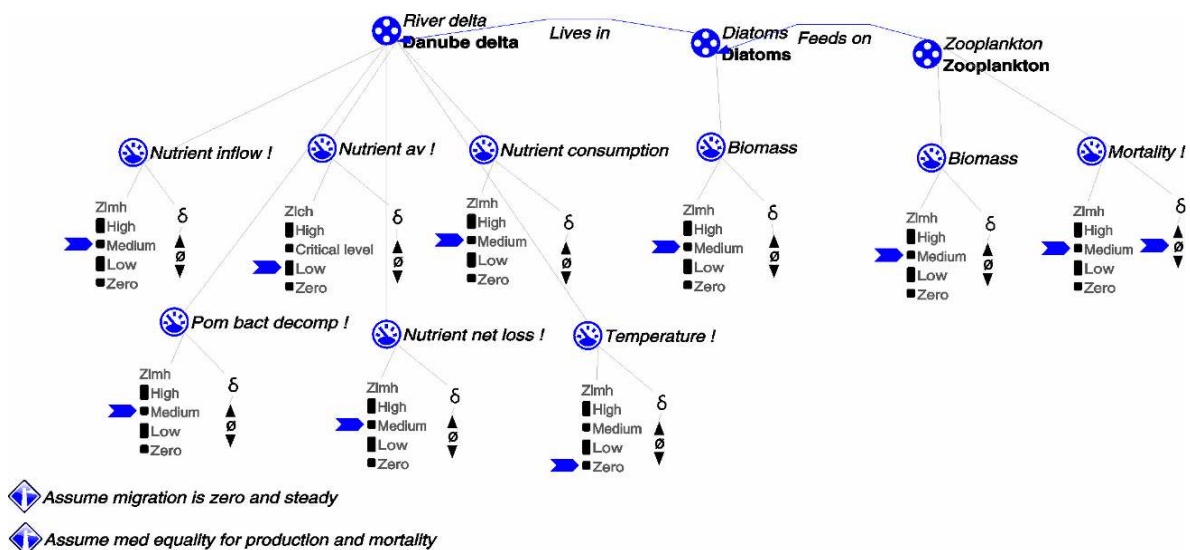 River delta
Danube delta
Lives in
Diatoms
Diatoms
Feeds on
Zooplankton
Zooplankton
Nutrient inflow !
Zlmh
High
Medium
Low
Zero
δ
ø
Nutrient av !
Zlch
High
Critical level
Low
Zero
δ
ø
Nutrient consumption
Zlmh
High
Medium
Low
Zero
δ
ø
Biomass
Zlmh
High
Medium
Low
Zero
δ
ø
Biomass
Zlmh
High
Medium
Low
Zero
δ
ø
Mortality !
Zlmh
High
Medium
Low
Zero
δ
ø
Pom bact decomp !
Zlmh
High
Medium
Low
Zero
δ
ø
Nutrient net loss !
Zlmh
High
Medium
Low
Zero
δ
ø
Temperature !
Zlmh
High
Medium
Low
Zero
δ
ø
Assume migration is zero and steady
Assume med equality for production and mortality